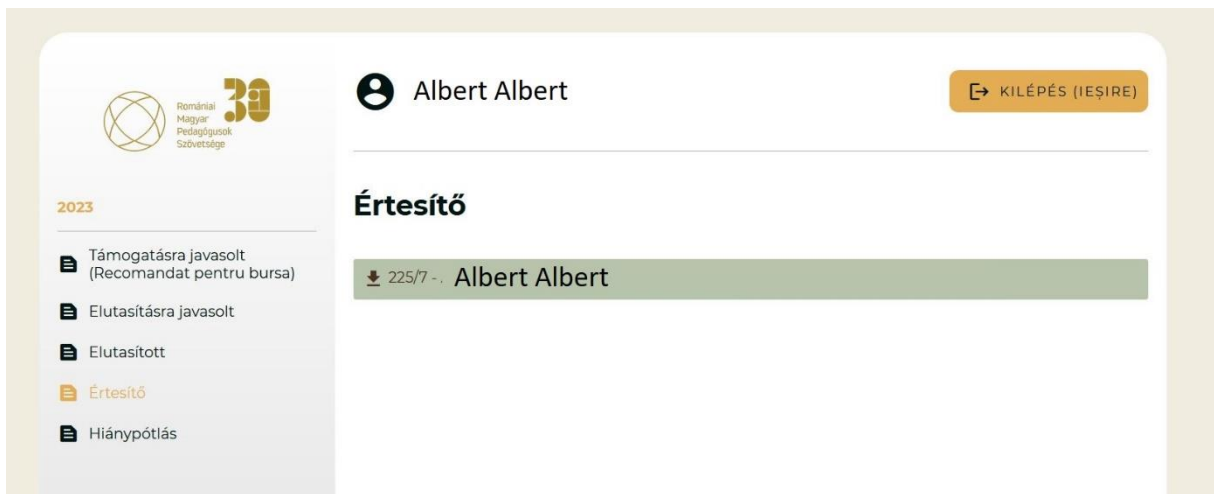 Romániai
Magyar
Pedagógusok
Szövetsége
30
2023
Támogatásra javasolt
(Recomandat pentru bursa)
Elutasításra javasolt
Elutasított
Értesítő
Hiánypótlás
Albert Albert
KILÉPÉS (IEȘIRE)
Értesítő
225/7 - . Albert Albert